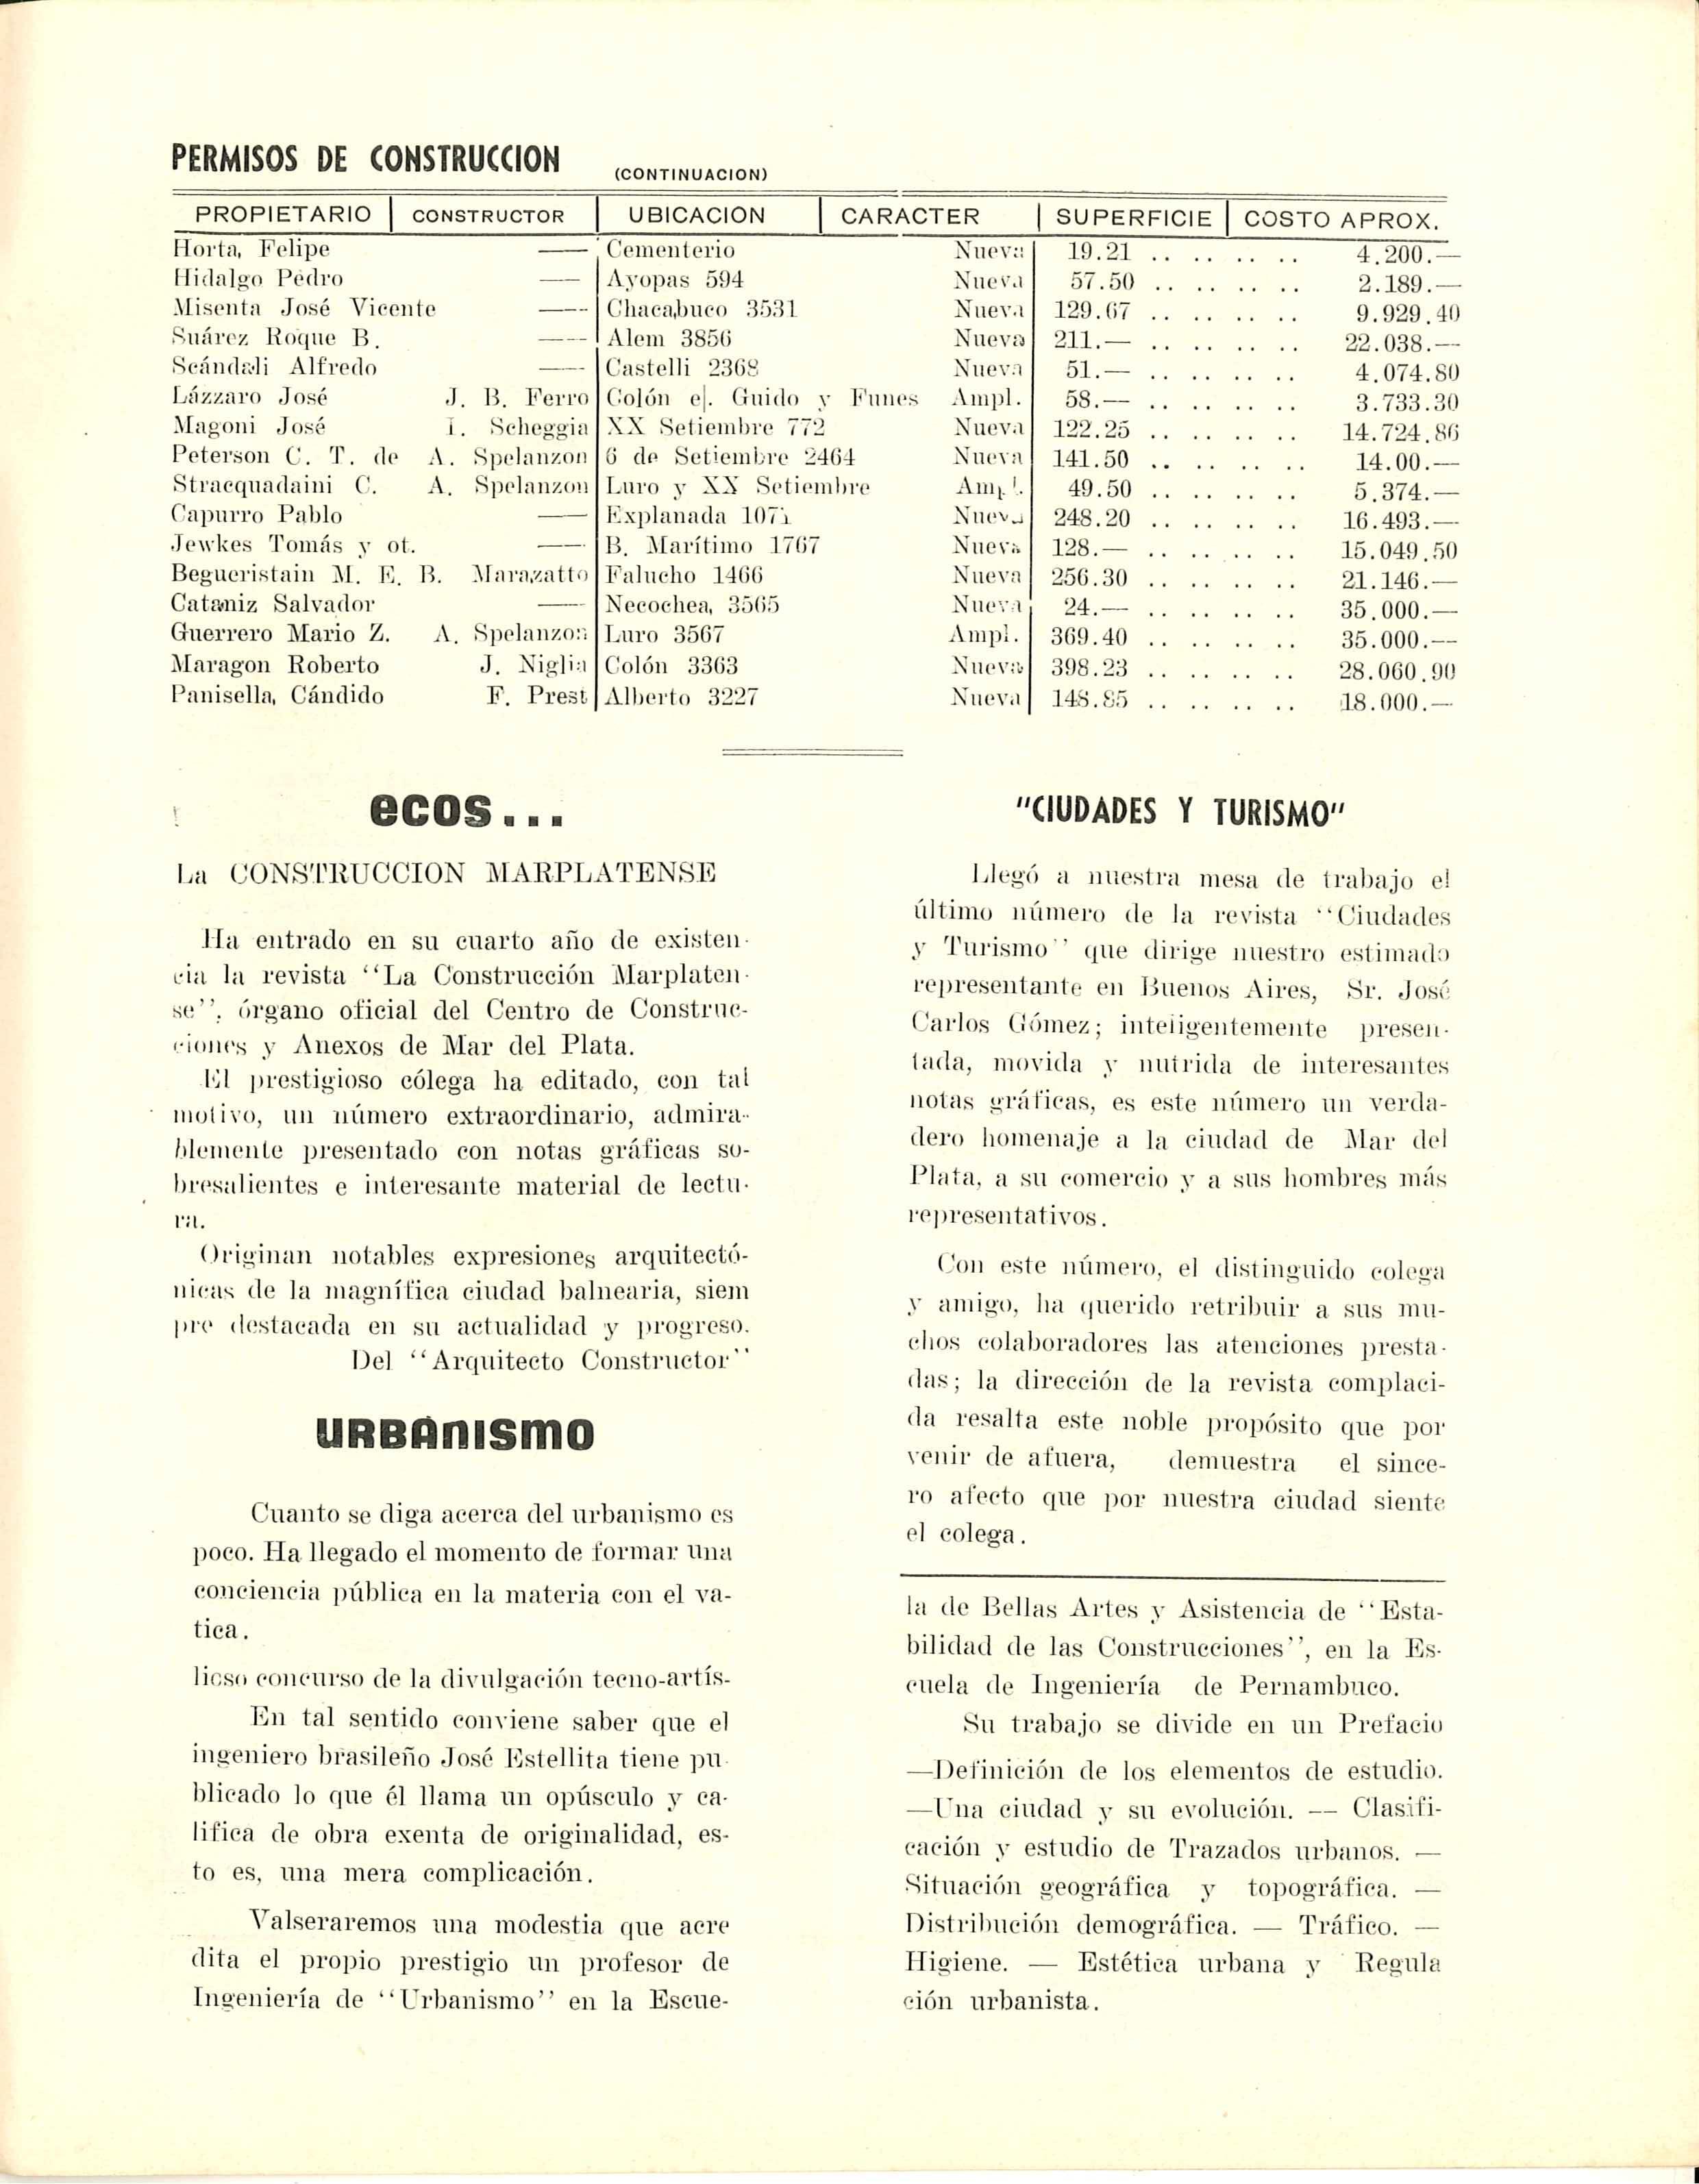 PERMISOS DE CONSTRUCCION (CONTINUACION)
PROPIETARIO CONSTRUCTOR UBICACION CARACTER SUPERFICIE COSTO APROX.
Horta, Felipe —— Cementerio Nueva 19.21 .. .. .. .. 4.200.—
Hidalgo Pedro —— Ayopas 594 Nueva 57.50 .. .. .. .. 2.189.—
Misenta José Vicente —— Chacabuco 3531 Nueva 129.67 .. .. .. .. 9.929.40
Suárez Roque B. —— Alem 3856 Nueva 211.— .. .. .. .. 22.038.—
Scándali Alfredo —— Castelli 2368 Nueva 51.— .. .. .. .. 4.074.80
Lázzaro José J. B. Ferro Colón e|. Guido y Funes Ampl. 58.— .. .. .. .. 3.733.30
Magoni José I. Scheggia XX Setiembre 772 Nueva 122.25 .. .. .. .. 14.724.86
Peterson C. T. de A. Spelanzon 6 de Setiembre 2464 Nueva 141.50 .. .. .. .. 14.00.—
Stracquadaini C. A. Spelanzon Luro y XX Setiembre Ampl. 49.50 .. .. .. .. 5.374.—
Capurro Pablo —— Explanada 1071 Nueva 248.20 .. .. .. .. 16.493.—
Jewkes Tomás y ot. —— B. Marítimo 1767 Nueva 128.— .. .. .. .. 15.049.50
Begueristain M. E. B. Marazatto Falucho 1466 Nueva 256.30 .. .. .. .. 21.146.—
Cataniz Salvador —— Necochea, 3565 Nueva 24.— .. .. .. .. 35.000.—
Guerrero Mario Z. A. Spelanzon Luro 3567 Ampl. 369.40 .. .. .. .. 35.000.—
Maragon Roberto J. Niglia Colón 3363 Nueva 398.23 .. .. .. .. 28.060.90
Panisella, Cándido F. Prest Alberto 3227 Nueva 148.85 .. .. .. .. 18.000.—
ecos...
La CONSTRUCCION MARPLATENSE
Ha entrado en su cuarto año de existen-
cia la revista "La Construcción Marplaten-
se", órgano oficial del Centro de Construc-
ciones y Anexos de Mar del Plata.
El prestigioso cólega ha editado, con tal
motivo, un número extraordinario, admira-
blemente presentado con notas gráficas so-
bresalientes e interesante material de lectu-
ra.
Originan notables expresiones arquitectó-
nicas de la magnífica ciudad balnearia, siem
pre destacada en su actualidad y progreso.
Del "Arquitecto Constructor"
URBANISMO
Cuanto se diga acerca del urbanismo es
poco. Ha llegado el momento de formar una
conciencia pública en la materia con el va-
tica.
lioso concurso de la divulgación tecno-artís-
En tal sentido conviene saber que el
ingeniero brasileño José Estellita tiene pu-
blicado lo que él llama un opúsculo y ca-
lifica de obra exenta de originalidad, es-
to es, una mera complicación.
Valseraremos una modestia que acre
dita el propio prestigio un profesor de
Ingeniería de "Urbanismo" en la Escue-
"CIUDADES Y TURISMO"
Llegó a nuestra mesa de trabajo el
último número de la revista "Ciudades
y Turismo" que dirige nuestro estimado
representante en Buenos Aires, Sr. José
Carlos Gómez; inteligentemente presen-
tada, movida y nutrida de interesantes
notas gráficas, es este número un verda-
dero homenaje a la ciudad de Mar del
Plata, a su comercio y a sus hombres más
representativos.
Con este número, el distinguido colega
y amigo, ha querido retribuir a sus mu-
chos colaboradores las atenciones presta-
das; la dirección de la revista complaci-
da resalta este noble propósito que por
venir de afuera, demuestra el since-
ro afecto que por nuestra ciudad siente
el colega.
la de Bellas Artes y Asistencia de "Esta-
bilidad de las Construcciones", en la Es-
cuela de Ingeniería de Pernambuco.
Su trabajo se divide en un Prefacio
—Definición de los elementos de estudio.
—Una ciudad y su evolución. — Clasifi-
cación y estudio de Trazados urbanos. —
Situación geográfica y topográfica. —
Distribución demográfica. — Tráfico. —
Higiene. — Estética urbana y Regula
ción urbanista.